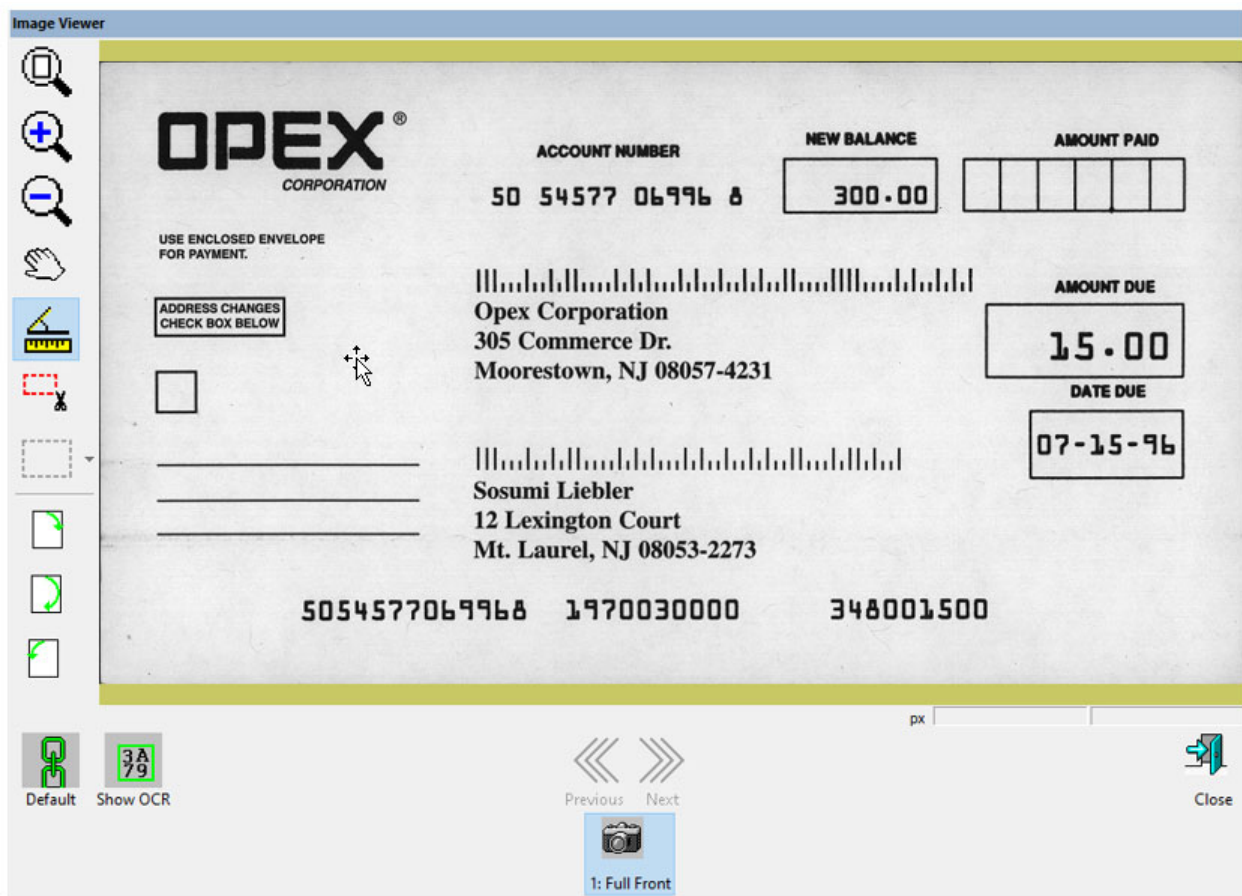 Image Viewer
OPEX®
CORPORATION
ACCOUNT NUMBER
50 54577 06996 8
NEW BALANCE
300.00
AMOUNT PAID
USE ENCLOSED ENVELOPE
FOR PAYMENT.
ADDRESS CHANGES
CHECK BOX BELOW
Opex Corporation
305 Commerce Dr.
Moorestown, NJ 08057-4231
AMOUNT DUE
15.00
DATE DUE
07-15-96
Sosumi Liebler
12 Lexington Court
Mt. Laurel, NJ 08053-2273
5054577069968 1970030000 348001500
px
3A
79
Default
Show OCR
Previous
Next
Close
1: Full Front